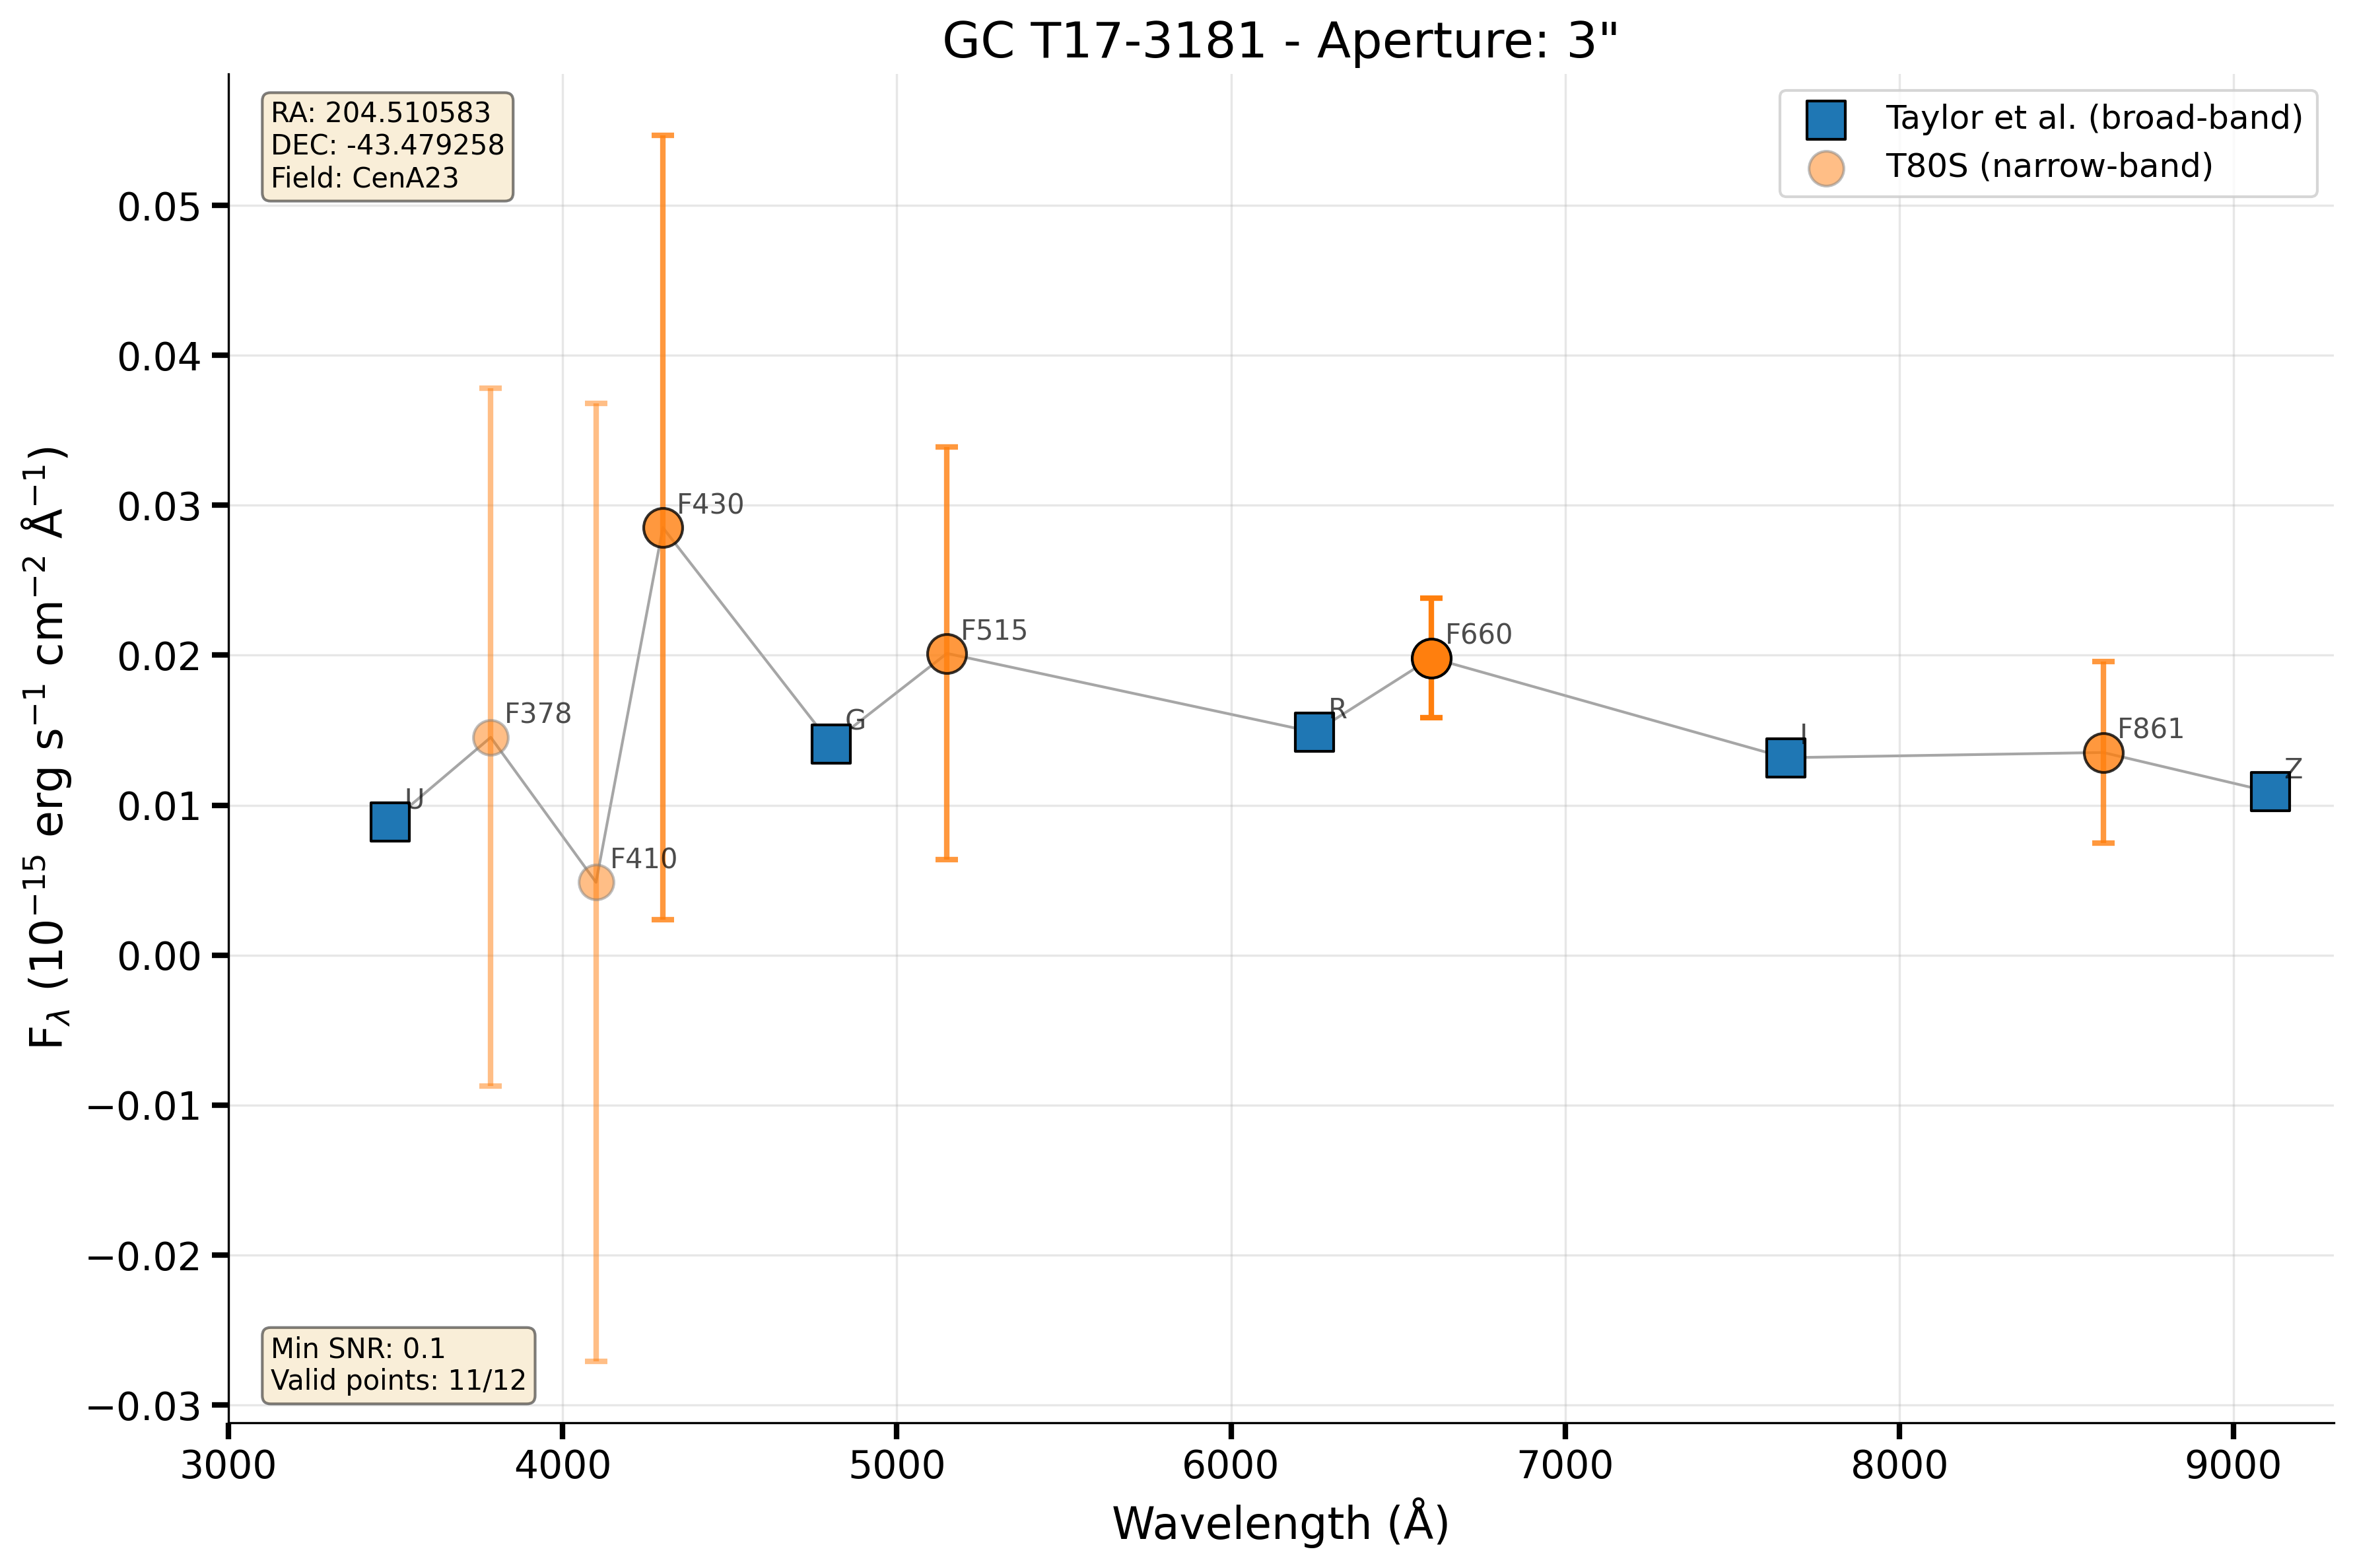 GC T17-3181 - Aperture: 3"
RA: 204.510583
DEC: -43.479258
Field: CenA23
Taylor et al. (broad-band)
T80S (narrow-band)
F_λ (10⁻¹⁵ erg s⁻¹ cm⁻² Å⁻¹)
0.05
0.04
0.03
0.02
0.01
0.00
−0.01
−0.02
−0.03
U
F378
F410
F430
G
F515
R
F660
I
F861
Z
Min SNR: 0.1
Valid points: 11/12
3000 4000 5000 6000 7000 8000 9000
Wavelength (Å)